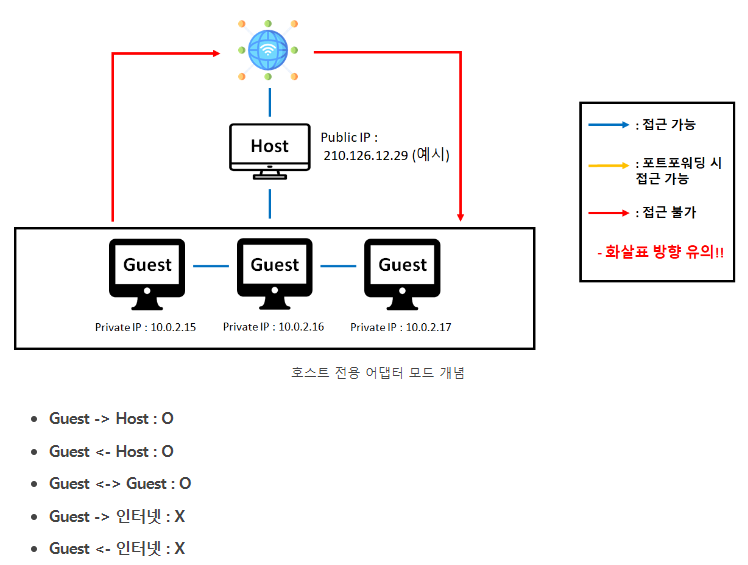 Host
Public IP :
210.126.12.29 (예시)
: 접근 가능
: 포트포워딩 시
접근 가능
: 접근 불가
- 화살표 방향 유의!!
Guest
Guest
Guest
Private IP : 10.0.2.15
Private IP : 10.0.2.16
Private IP : 10.0.2.17
호스트 전용 어댑터 모드 개념
• Guest -> Host : O
• Guest <- Host : O
• Guest <-> Guest : O
• Guest -> 인터넷 : X
• Guest <- 인터넷 : X